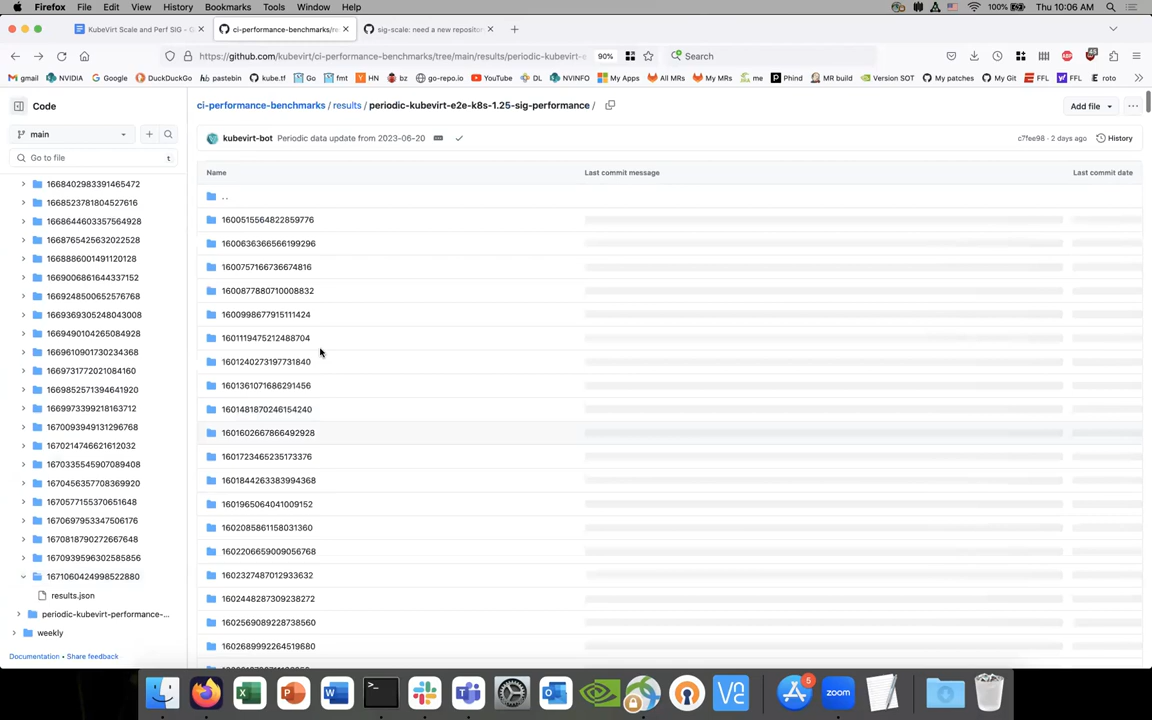 Firefox File Edit View History Bookmarks Tools Window Help 100% Thu 10:06 AM
KubeVirt Scale and Perf SIG - G
ci-performance-benchmarks/re
sig-scale: need a new repositor
https://github.com/kubevirt/ci-performance-benchmarks/tree/main/results/periodic-kubevirt-e 90% Search
gmail NVIDIA Google DuckDuckGo pastebin kube.tf Go fmt HN bz go-repo.io YouTube DL NVINFO My Apps All MRs My MRs me Phind MR build Version SOT My patches My Git FFL FFL eroto
Code
main
Go to file t
1668402983391465472
1668523781804527616
1668644603357564928
1668765425632022528
1668886001491120128
1669006861644337152
1669248500652576768
1669369305248043008
1669490104265084928
1669610901730234368
1669731772021084160
1669852571394641920
1669973399218163712
1670093949131296768
1670214746621612032
1670335545907089408
1670456357708369920
1670577155370651648
1670697953347506176
1670818790272667648
1670939596302585856
1671060424998522880
results.json
periodic-kubevirt-performance-...
weekly
Documentation • Share feedback
ci-performance-benchmarks / results / periodic-kubevirt-e2e-k8s-1.25-sig-performance /
Add file
kubevirt-bot Periodic data update from 2023-06-20 c7fee98 · 2 days ago History
Name Last commit message Last commit date
..
1600515564822859776
1600636366566199296
1600757166736674816
1600877880710008832
1600998677915111424
1601119475212488704
1601240273197731840
1601361071686291456
1601481870246154240
1601602667866492928
1601723465235173376
1601844263383994368
1601965064041009152
1602085861158031360
1602206659009056768
1602327487012933632
1602448287309238272
1602569089228738560
1602689992264519680
5
zoom